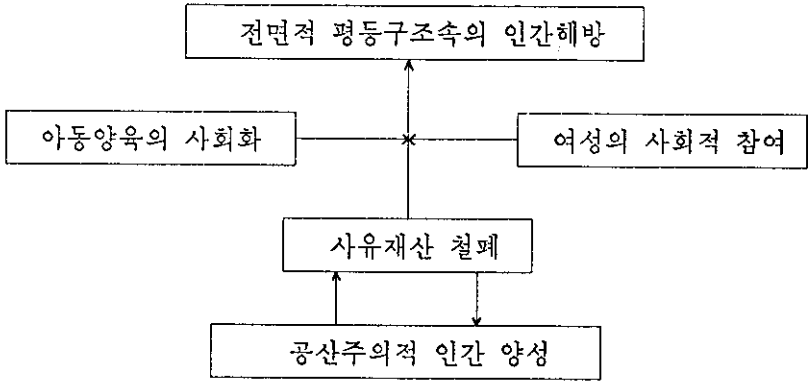 전면적 평등구조속의 인간해방
아동양육의 사회화
여성의 사회적 참여
사유재산 철폐
공산주의적 인간 양성